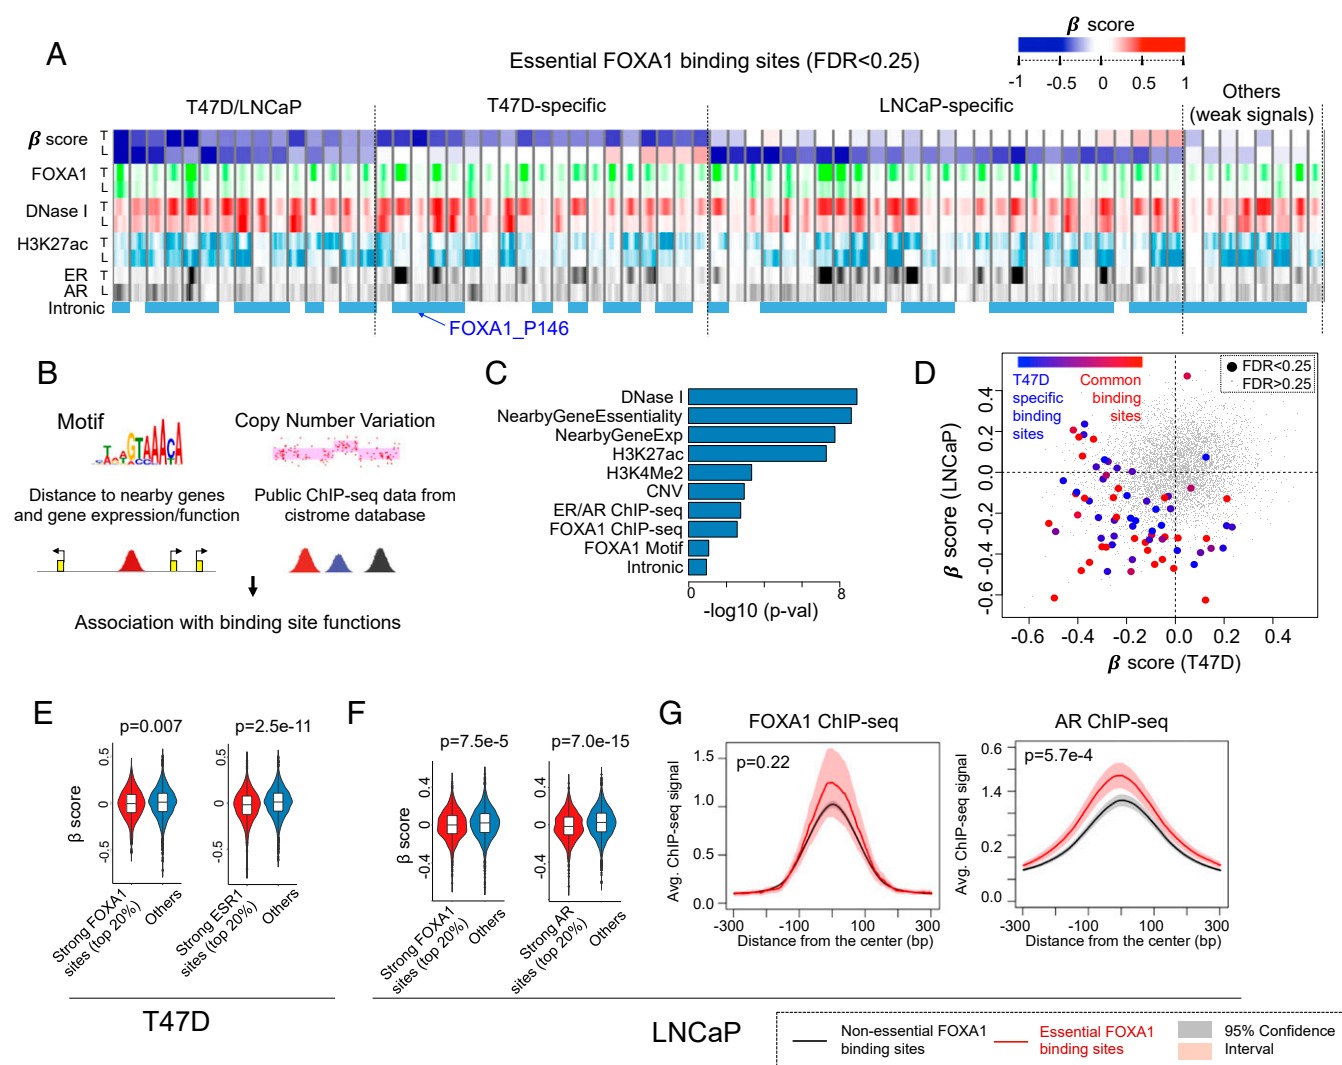 A
β score
Essential FOXA1 binding sites (FDR<0.25)
-1 -0.5 0 0.5 1
T47D/LNCaP
T47D-specific
LNCaP-specific
Others
(weak signals)
β score T
L
FOXA1 T
L
DNase I T
L
H3K27ac T
L
ER T
AR L
Intronic
FOXA1_P146
B
Motif
Copy Number Variation
Distance to nearby genes
and gene expression/function
Public ChIP-seq data from
cistrome database
Association with binding site functions
C
DNase I
NearbyGeneEssentiality
NearbyGeneExp
H3K27ac
H3K4Me2
CNV
ER/AR ChIP-seq
FOXA1 ChIP-seq
FOXA1 Motif
Intronic
0 8
-log10 (p-val)
D
T47D
specific
binding
sites
Common
binding
sites
FDR<0.25
FDR>0.25
β score (LNCaP)
0.4
0.2
0.0
-0.2
-0.4
-0.6
-0.6 -0.4 -0.2 0.0 0.2 0.4
β score (T47D)
E
p=0.007
p=2.5e-11
β score
0.5
0
-0.5
0.5
0
-0.5
Strong FOXA1
sites (top 20%)
Others
Strong ESR1
sites (top 20%)
Others
T47D
F
p=7.5e-5
p=7.0e-15
β score
0.4
0
-0.4
0.4
0
-0.4
Strong FOXA1
sites (top 20%)
Others
Strong AR
sites (top 20%)
Others
G
FOXA1 ChIP-seq
p=0.22
Avg. ChIP-seq signal
1.5
1.0
0.5
0.0
-300 -100 100 300
Distance from the center (bp)
AR ChIP-seq
p=5.7e-4
Avg. ChIP-seq signal
0.6
1.4
0.2
0.0
-300 -100 100 300
Distance from the center (bp)
LNCaP
Non-essential FOXA1
binding sites
Essential FOXA1
binding sites
95% Confidence
Interval